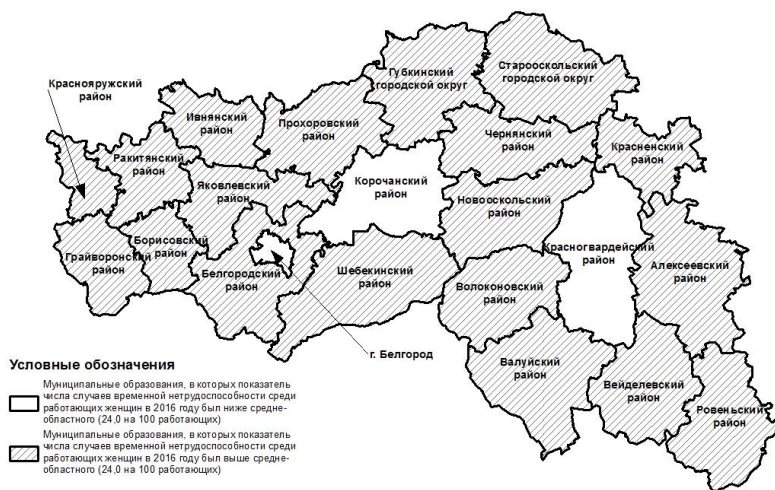 Старооскольский
городской округ
Губкинский
городской округ
Краснояружский
район
Ивнянский
район
Прохоровский
район
Чернянский
район
Красненский
район
Ракитянский
район
Яковлевский
район
Корочанский
район
Новооскольский
район
Борисовский
район
Грайворонский
район
Белгородский
район
Шебекинский
район
Волоконовский
район
Красногвардейский
район
Алексеевский
район
г. Белгород
Валуйский
район
Вейделевский
район
Ровеньский
район
Условные обозначения
Муниципальные образования, в которых показатель
числа случаев временной нетрудоспособности среди
работающих женщин в 2016 году был ниже средне-
областного (24,0 на 100 работающих)
Муниципальные образования, в которых показатель
числа случаев временной нетрудоспособности среди
работающих женщин в 2016 году был выше средне-
областного (24,0 на 100 работающих)